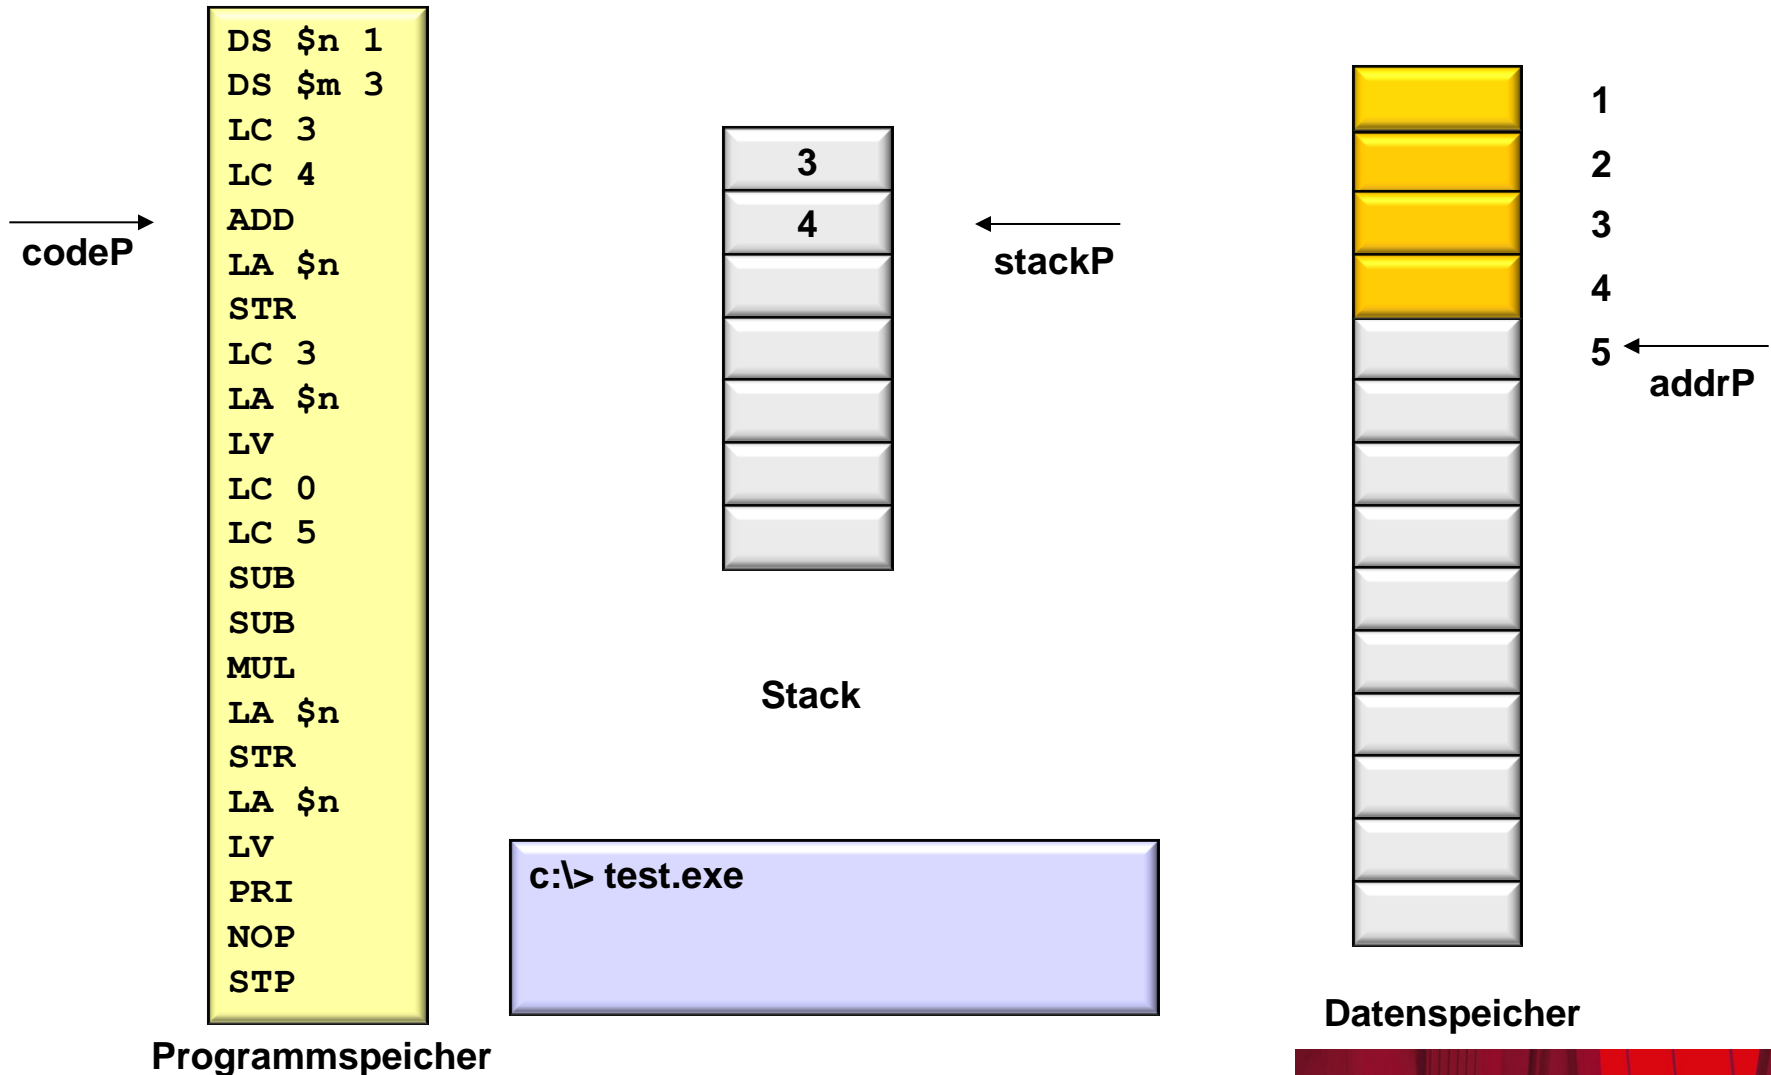 DS $n 1
DS $m 3
LC 3
LC 4
ADD
LA $n
STR
LC 3
LA $n
LV
LC 0
LC 5
SUB
SUB
MUL
LA $n
STR
LA $n
LV
PRI
NOP
STP
Programmspeicher
codeP
3
4
stackP
Stack
c:\> test.exe
1
2
3
4
5
addrP
Datenspeicher